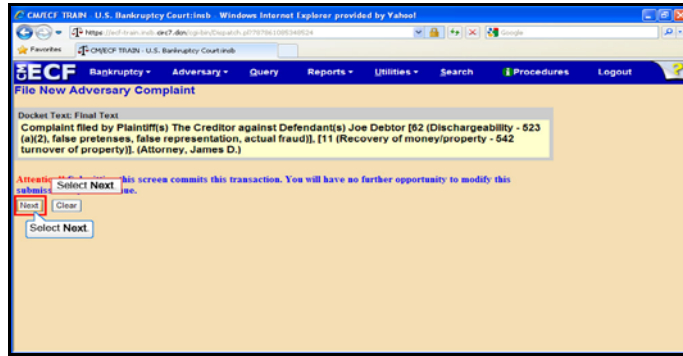 CM/ECF TRAIN - U.S. Bankruptcy Court:insb - Windows Internet Explorer provided by Yahoo!
Google
Favorites CM/ECF TRAIN - U.S. Bankruptcy Court:insb
ECF Bankruptcy Adversary Query Reports Utilities Search Procedures Logout ?
File New Adversary Complaint
Docket Text: Final Text
Complaint filed by Plaintiff(s) The Creditor against Defendant(s) Joe Debtor [62 (Dischargeability - 523
(a)(2), false pretenses, false representation, actual fraud)], [11 (Recovery of money/property - 542
turnover of property)]. (Attorney, James D.)
this screen commits this transaction. You will have no further opportunity to modify this
Select Next.
Next Clear
Select Next.